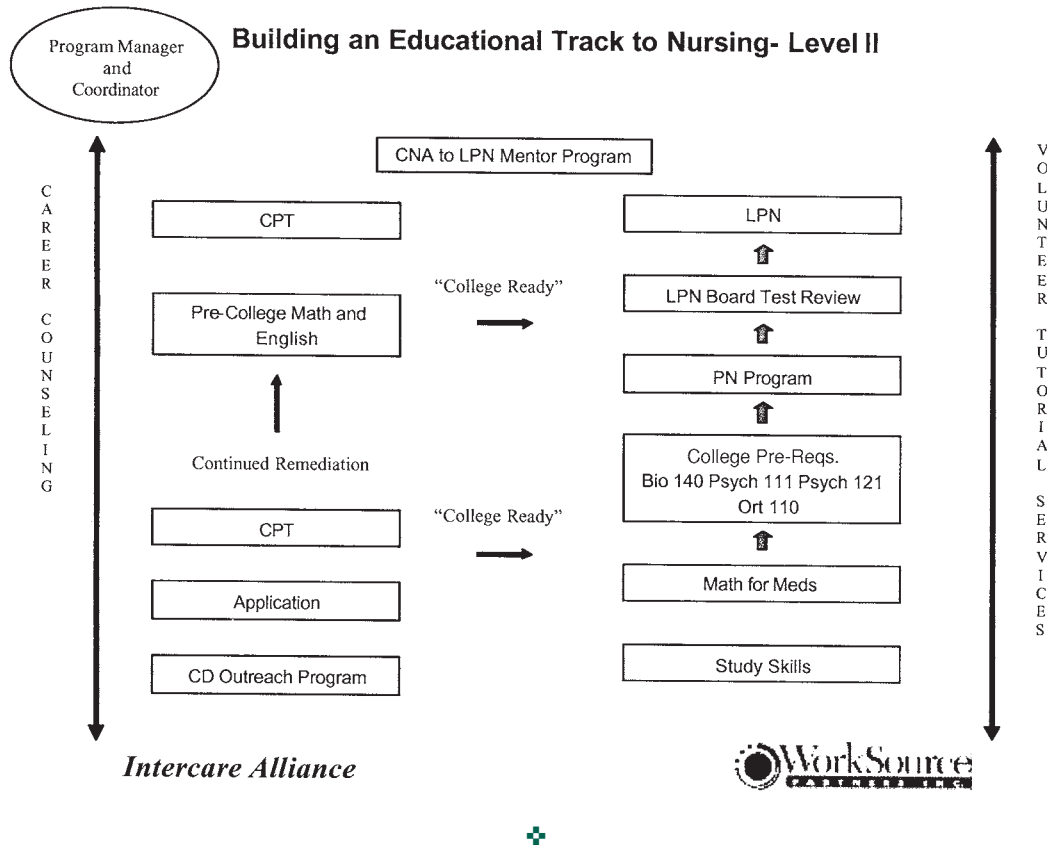 Program Manager
and
Coordinator
Building an Educational Track to Nursing- Level II
CNA to LPN Mentor Program
CAREER COUNSELING
CPT
Pre-College Math and
English
Continued Remediation
CPT
Application
CD Outreach Program
"College Ready"
"College Ready"
LPN
LPN Board Test Review
PN Program
College Pre-Reqs.
Bio 140 Psych 111 Psych 121
Ort 110
Math for Meds
Study Skills
VOLUNTEER TUTORIAL SERVICES
Intercare Alliance
WorkSource
PARTNERS INC